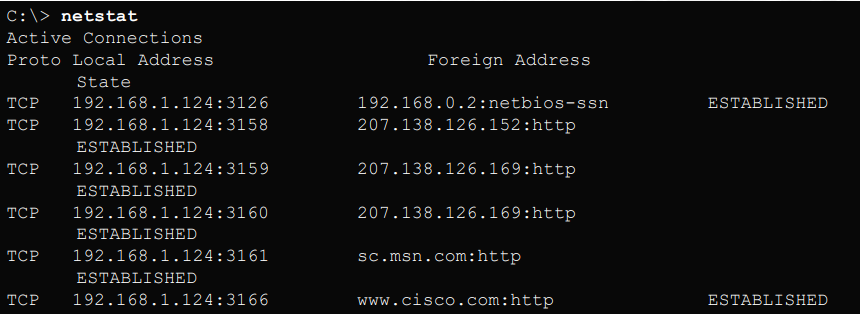 C:\> netstat
Active Connections
Proto Local Address Foreign Address
State
TCP 192.168.1.124:3126 192.168.0.2:netbios-ssn ESTABLISHED
TCP 192.168.1.124:3158 207.138.126.152:http
ESTABLISHED
TCP 192.168.1.124:3159 207.138.126.169:http
ESTABLISHED
TCP 192.168.1.124:3160 207.138.126.169:http
ESTABLISHED
TCP 192.168.1.124:3161 sc.msn.com:http
ESTABLISHED
TCP 192.168.1.124:3166 www.cisco.com:http ESTABLISHED